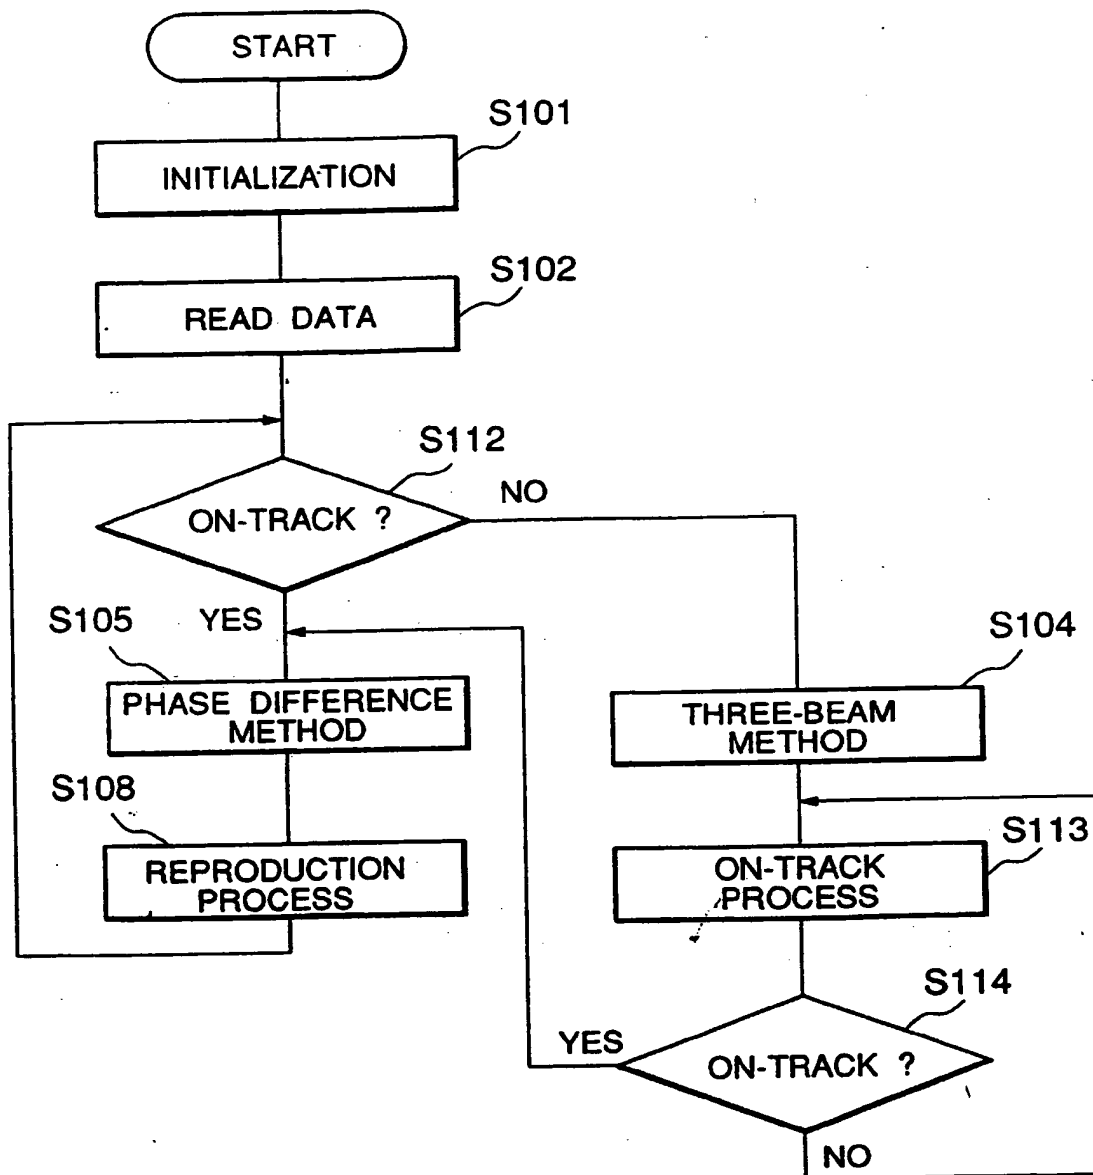 START
S101
INITIALIZATION
S102
READ DATA
S112
ON-TRACK ?
NO
YES
S105
PHASE DIFFERENCE
METHOD
S104
THREE-BEAM
METHOD
S108
REPRODUCTION
PROCESS
S113
ON-TRACK
PROCESS
S114
YES
ON-TRACK ?
NO